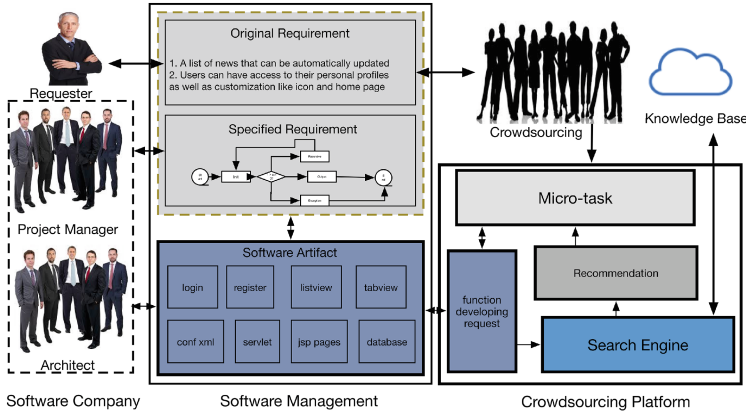 Original Requirement
1. A list of news that can be automatically updated
2. Users can have access to their personal profiles
as well as customization like icon and home page
Requester
Specified Requirement
Crowdsourcing
Knowledge Base
Project Manager
Micro-task
Software Artifact
login
register
listview
tabview
function
developing
request
Recommendation
conf xml
servlet
jsp pages
database
Search Engine
Architect
Software Company
Software Management
Crowdsourcing Platform